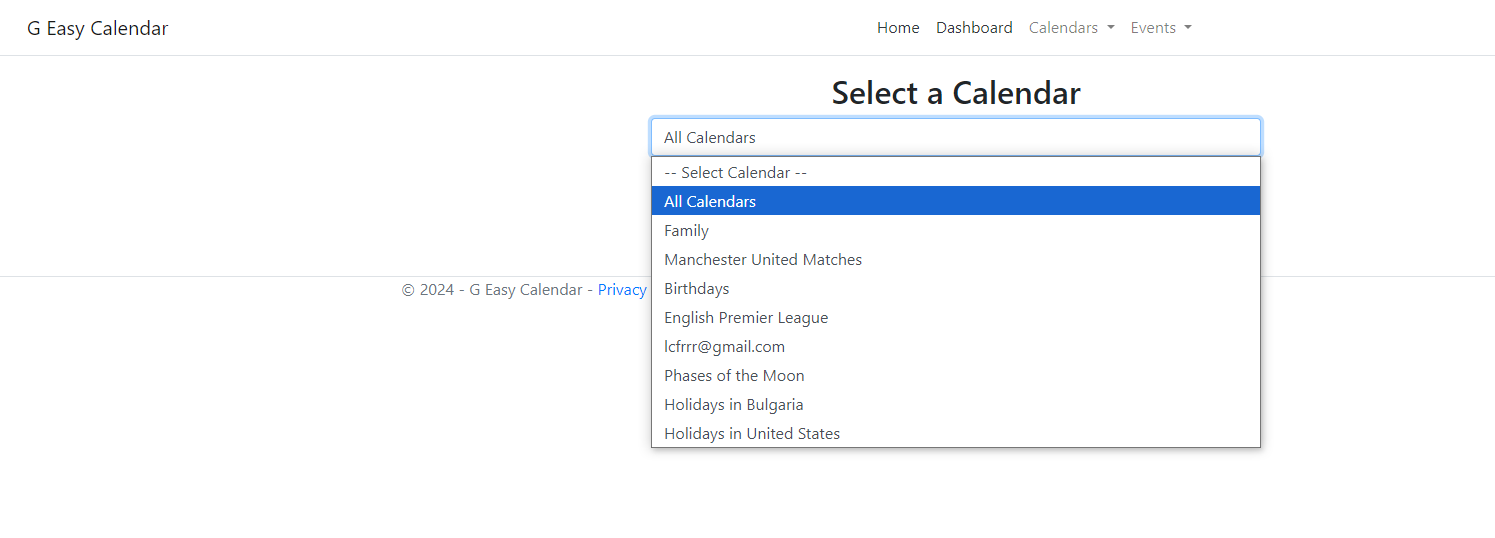 G Easy Calendar Home Dashboard Calendars Events
Select a Calendar
All Calendars
-- Select Calendar --
All Calendars
Family
Manchester United Matches
Birthdays
English Premier League
lcfrrr@gmail.com
Phases of the Moon
Holidays in Bulgaria
Holidays in United States
© 2024 - G Easy Calendar - Privacy